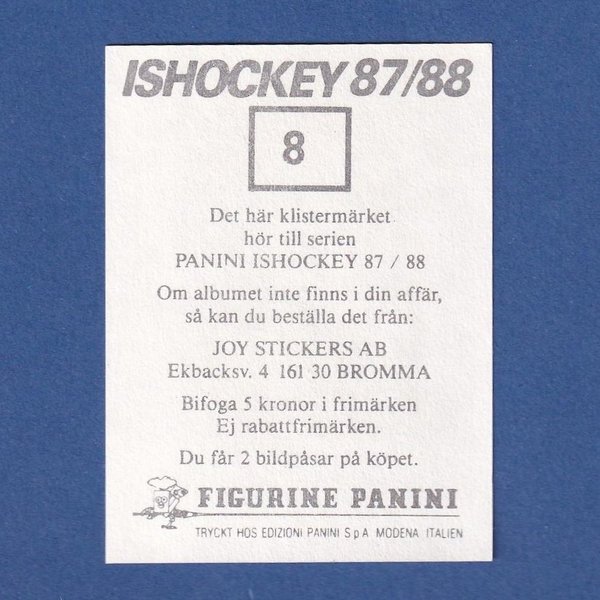 ISHOCKEY 87/88
8
Det här klistermärket
hör till serien
PANINI ISHOCKEY 87 / 88
Om albumet inte finns i din affär,
så kan du beställa det från:
JOY STICKERS AB
Ekbacksv. 4 161 30 BROMMA
Bifoga 5 kronor i frimärken
Ej rabattfrimärken.
Du får 2 bildpåsar på köpet.
FIGURINE PANINI
TRYCKT HOS EDIZIONI PANINI S.p.A. MODENA ITALIEN